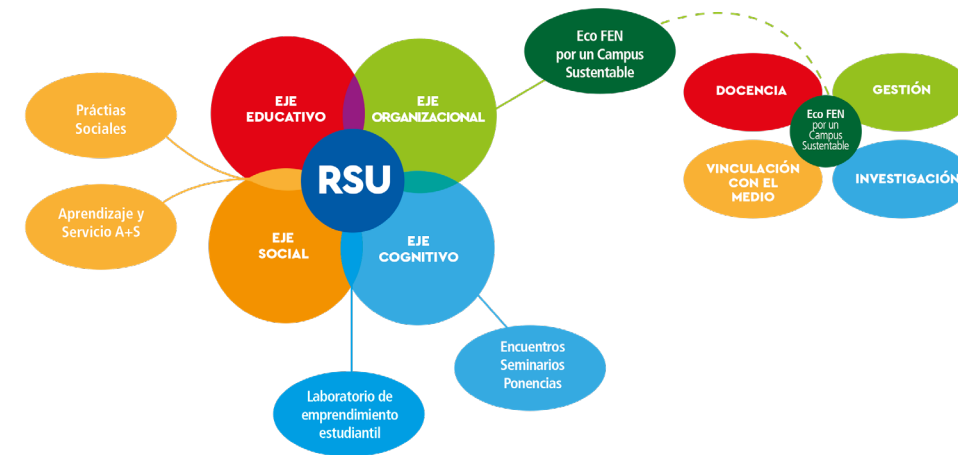 Práctias
Sociales
Aprendizaje y
Servicio A+S
EJE
EDUCATIVO
EJE
ORGANIZACIONAL
RSU
EJE
SOCIAL
EJE
COGNITIVO
Laboratorio de
emprendimiento
estudiantil
Encuentros
Seminarios
Ponencias
Eco FEN
por un Campus
Sustentable
DOCENCIA
GESTIÓN
Eco FEN
por un
Campus
Sustentable
VINCULACIÓN
CON EL
MEDIO
INVESTIGACIÓN